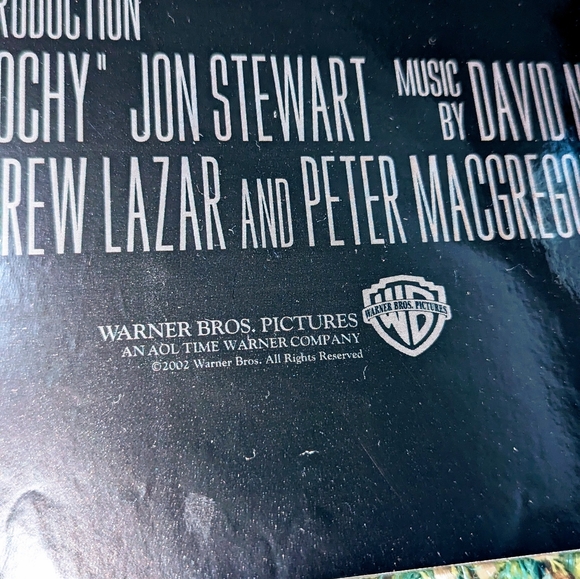 RODUCTION
OCHY" JON STEWART MUSIC BY DAVID N
REW LAZAR AND PETER MACGREGO
WARNER BROS. PICTURES
AN AOL TIME WARNER COMPANY
©2002 Warner Bros. All Rights Reserved
WARNER BROS. PICTURES
WB